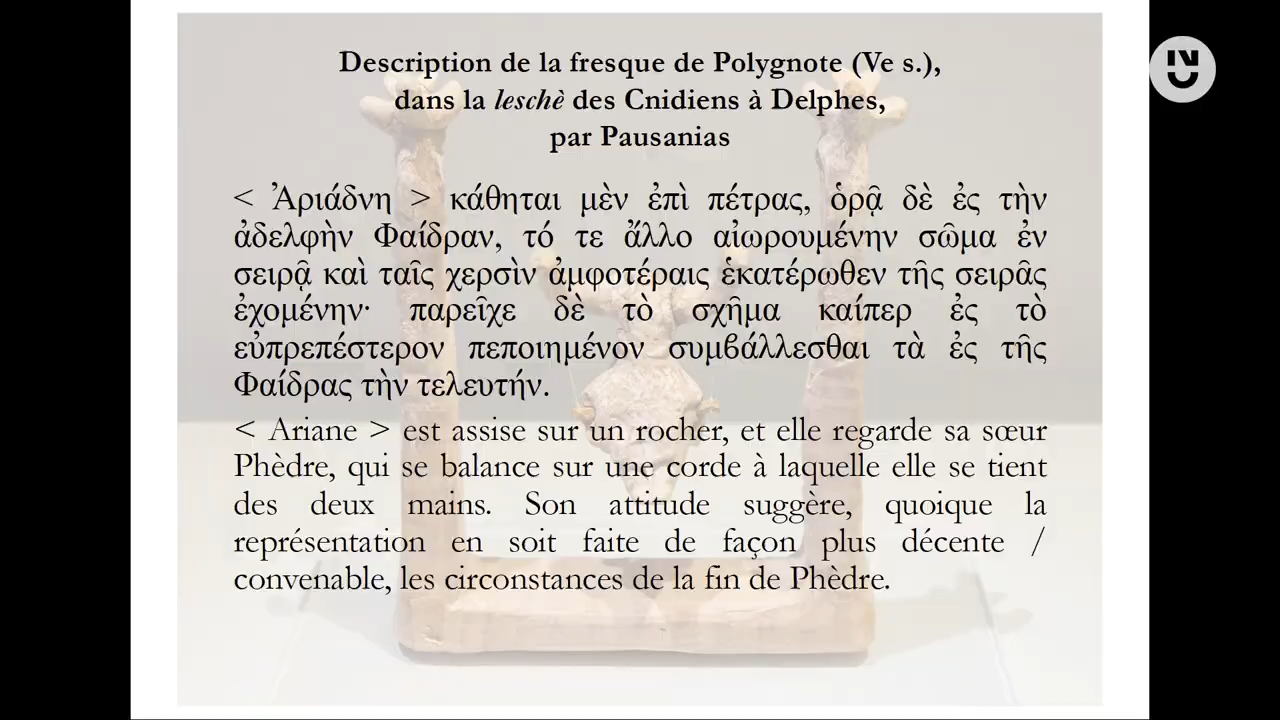 Description de la fresque de Polygnote (Ve s.),
dans la leschè des Cnidiens à Delphes,
par Pausanias
< Ἀριάδνη > κάθηται μὲν ἐπὶ πέτρας, ὁρᾷ δὲ ἐς τὴν
ἀδελφὴν Φαίδραν, τό τε ἄλλο αἰωρουμένην σῶμα ἐν
σειρᾷ καὶ ταῖς χερσὶν ἀμφοτέραις ἑκατέρωθεν τῆς σειρᾶς
ἐχομένην· παρεῖχε δὲ τὸ σχῆμα καίπερ ἐς τὸ
εὐπρεπέστερον πεποιημένον συμβάλλεσθαι τὰ ἐς τῆς
Φαίδρας τὴν τελευτήν.
< Ariane > est assise sur un rocher, et elle regarde sa sœur
Phèdre, qui se balance sur une corde à laquelle elle se tient
des deux mains. Son attitude suggère, quoique la
représentation en soit faite de façon plus décente /
convenable, les circonstances de la fin de Phèdre.